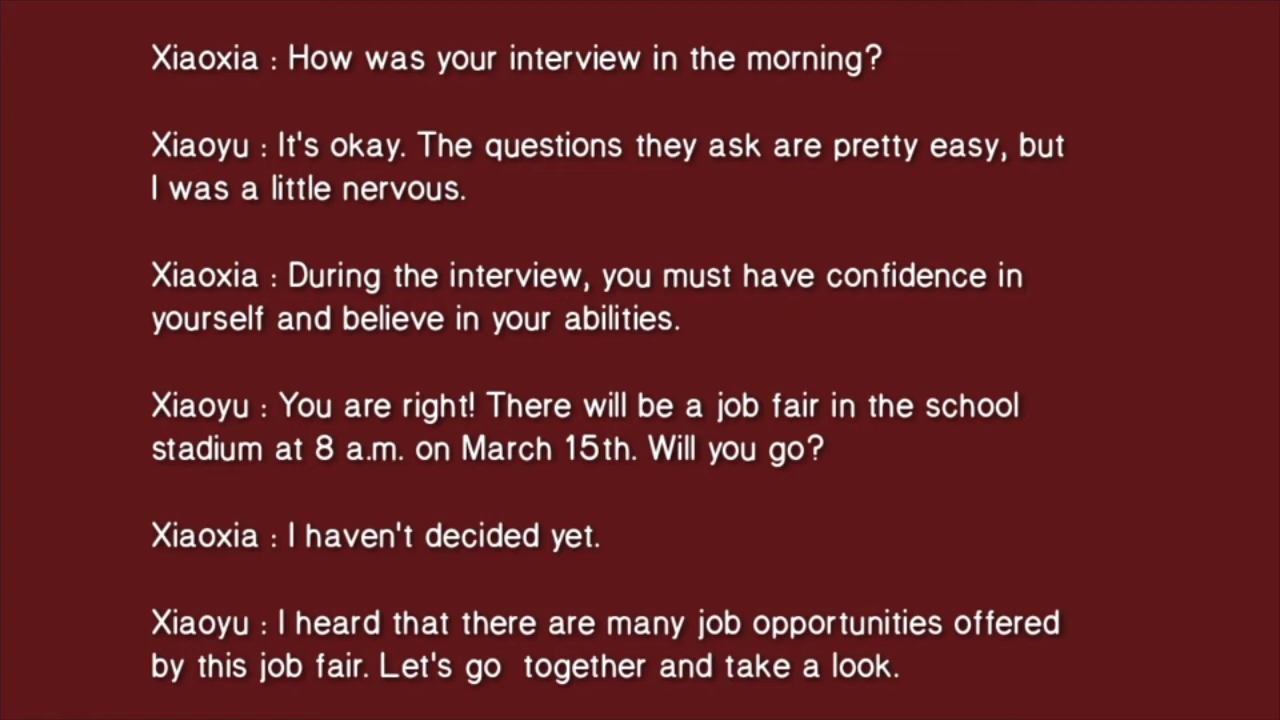 Xiaoxia : How was your interview in the morning?
Xiaoyu : It's okay. The questions they ask are pretty easy, but
I was a little nervous.
Xiaoxia : During the interview, you must have confidence in
yourself and believe in your abilities.
Xiaoyu : You are right! There will be a job fair in the school
stadium at 8 a.m. on March 15th. Will you go?
Xiaoxia : I haven't decided yet.
Xiaoyu : I heard that there are many job opportunities offered
by this job fair. Let's go  together and take a look.